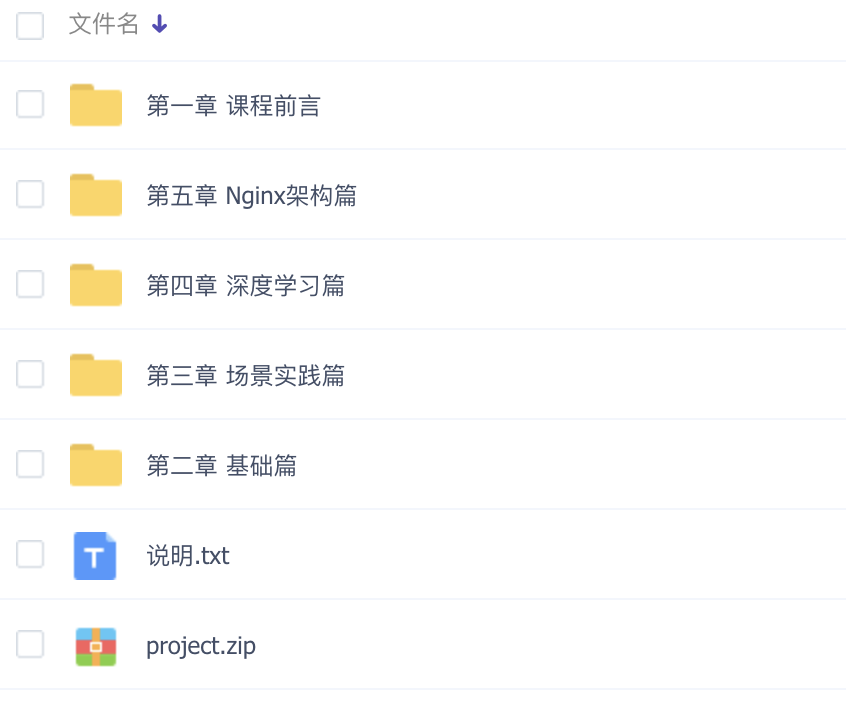 文件名
第一章 课程前言
第五章 Nginx架构篇
第四章 深度学习篇
第三章 场景实践篇
第二章 基础篇
T
说明.txt
project.zip